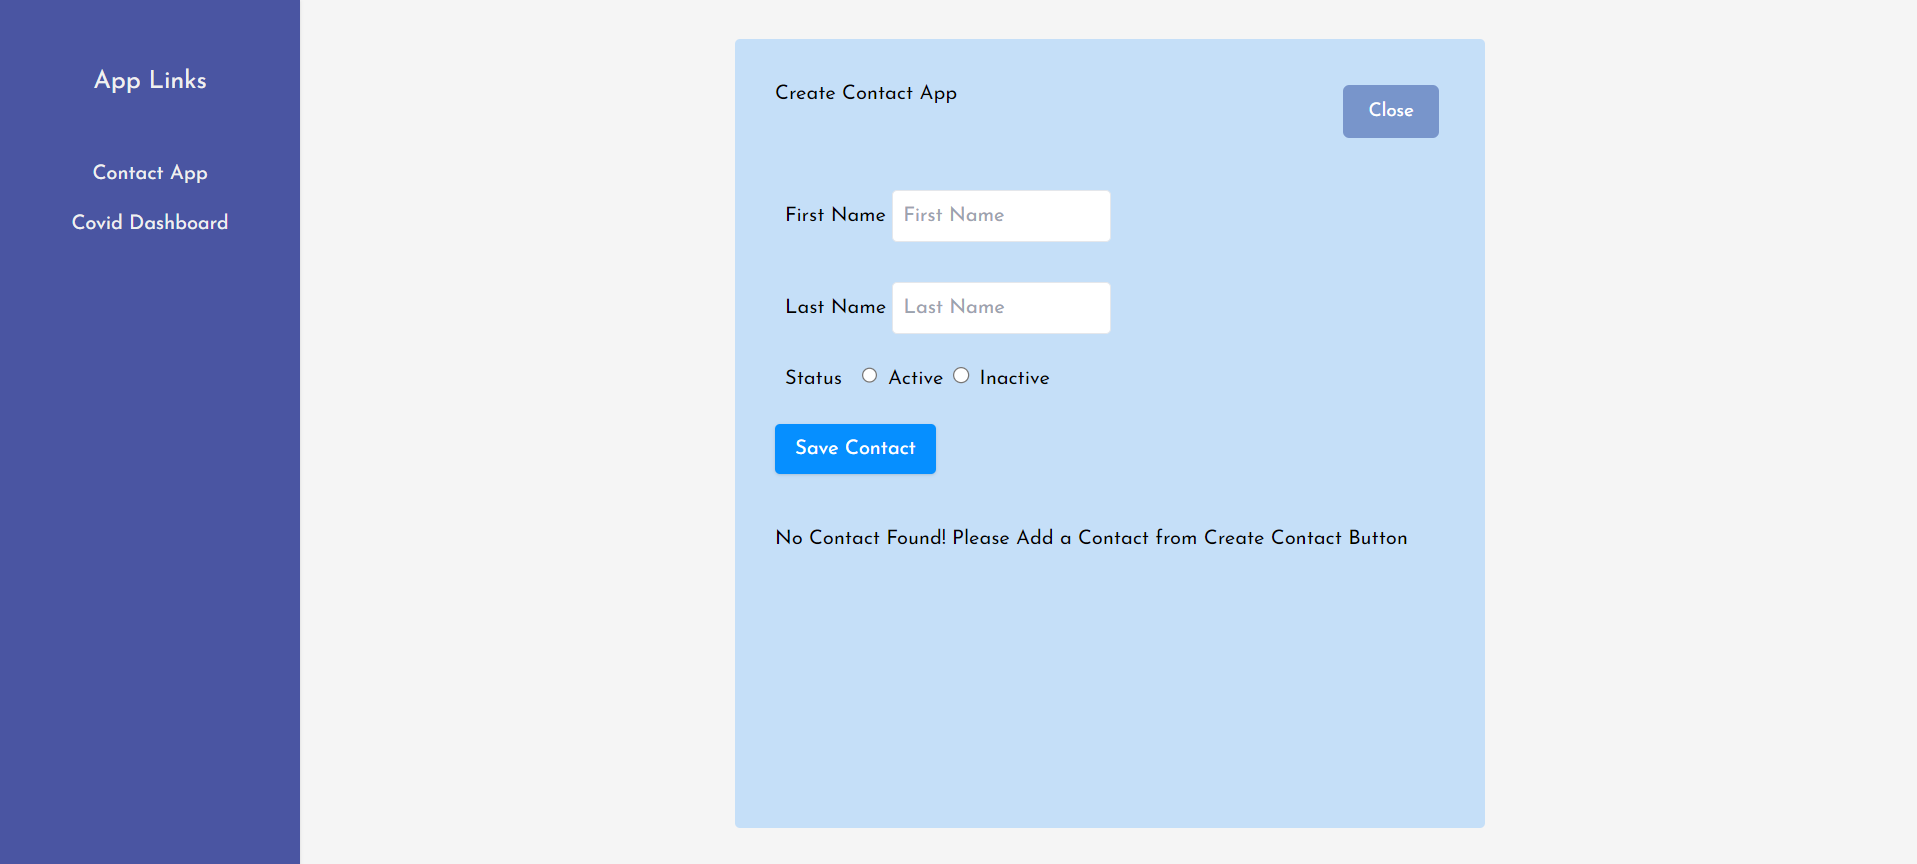 App Links
Contact App
Covid Dashboard
Create Contact App
Close
First Name First Name
Last Name Last Name
Status Active Inactive
Save Contact
No Contact Found! Please Add a Contact from Create Contact Button